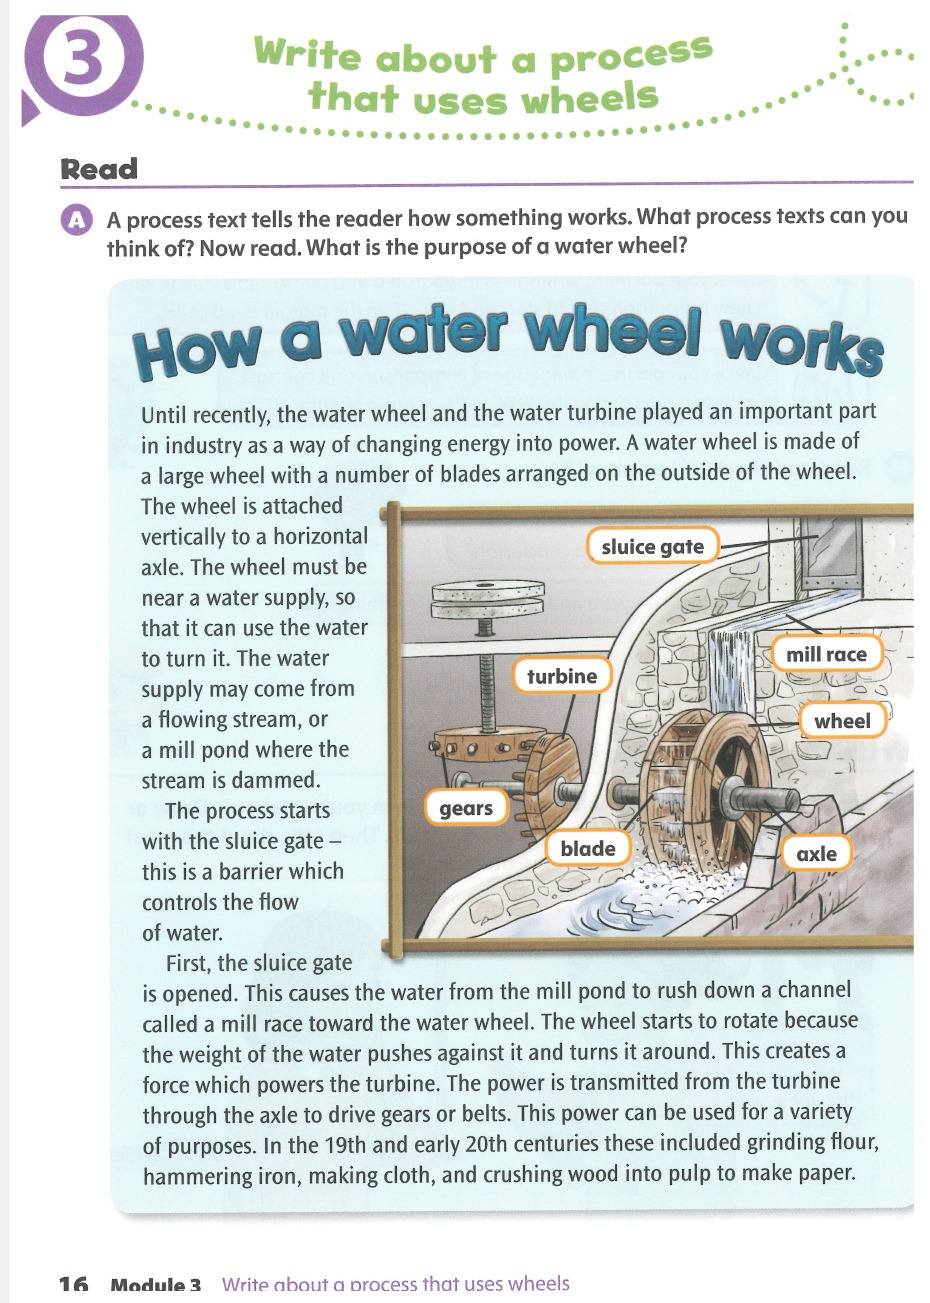 3
Write about a process
that uses wheels
Read
A A process text tells the reader how something works. What process texts can you
think of? Now read. What is the purpose of a water wheel?
How a water wheel works
Until recently, the water wheel and the water turbine played an important part
in industry as a way of changing energy into power. A water wheel is made of
a large wheel with a number of blades arranged on the outside of the wheel.
The wheel is attached
vertically to a horizontal
axle. The wheel must be
near a water supply, so
that it can use the water
to turn it. The water
supply may come from
a flowing stream, or
a mill pond where the
stream is dammed.
The process starts
with the sluice gate –
this is a barrier which
controls the flow
of water.
sluice gate
mill race
turbine
wheel
gears
blade
axle
First, the sluice gate
is opened. This causes the water from the mill pond to rush down a channel
called a mill race toward the water wheel. The wheel starts to rotate because
the weight of the water pushes against it and turns it around. This creates a
force which powers the turbine. The power is transmitted from the turbine
through the axle to drive gears or belts. This power can be used for a variety
of purposes. In the 19th and early 20th centuries these included grinding flour,
hammering iron, making cloth, and crushing wood into pulp to make paper.
16 Module 3 Write about a process that uses wheels